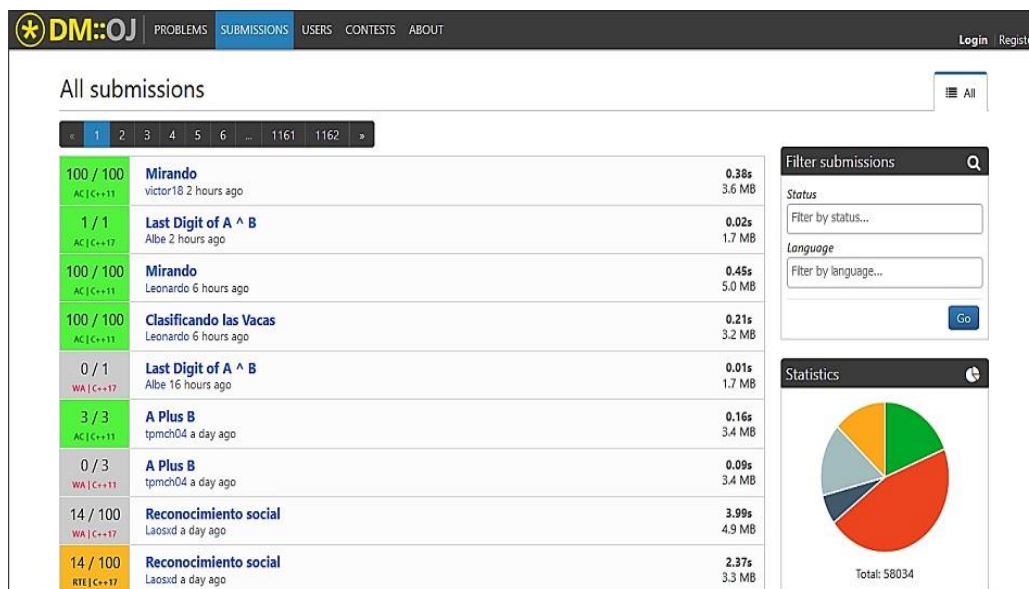 DM::OJ PROBLEMS SUBMISSIONS USERS CONTESTS ABOUT
Login Registe
All submissions
All
« 1 2 3 4 5 6 ... 1161 1162 »
100 / 100
AC | C++11
Mirando
victor18 2 hours ago
0.38s
3.6 MB
1 / 1
AC | C++17
Last Digit of A ^ B
Albe 2 hours ago
0.02s
1.7 MB
100 / 100
AC | C++11
Mirando
Leonardo 6 hours ago
0.45s
5.0 MB
100 / 100
AC | C++11
Clasificando las Vacas
Leonardo 6 hours ago
0.21s
3.2 MB
0 / 1
WA | C++17
Last Digit of A ^ B
Albe 16 hours ago
0.01s
1.7 MB
3 / 3
AC | C++11
A Plus B
tpmch04 a day ago
0.16s
3.4 MB
0 / 3
WA | C++11
A Plus B
tpmch04 a day ago
0.09s
3.4 MB
14 / 100
WA | C++17
Reconocimiento social
Laosxd a day ago
3.99s
4.9 MB
14 / 100
RTE | C++17
Reconocimiento social
Laosxd a day ago
2.37s
3.3 MB
Filter submissions
Status
Filter by status...
Language
Filter by language...
Go
Statistics
Total: 58034